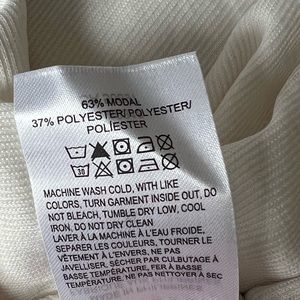 63% MODAL
37% POLYESTER/ POLYESTER/
POLIÉSTER
30
MACHINE WASH COLD, WITH LIKE
COLORS, TURN GARMENT INSIDE OUT, DO
NOT BLEACH, TUMBLE DRY LOW, COOL
IRON, DO NOT DRY CLEAN
LAVER À LA MACHINE À L'EAU FROIDE,
SÉPARER LES COULEURS, TOURNER LE
VÊTEMENT À L'ENVERS, NE PAS
JAVELLISER, SÉCHER PAR CULBUTAGE À
BASSE TEMPÉRATURE, FER À BASSE
TEMPÉRATURE, NE PAS NETTOYER À SEC